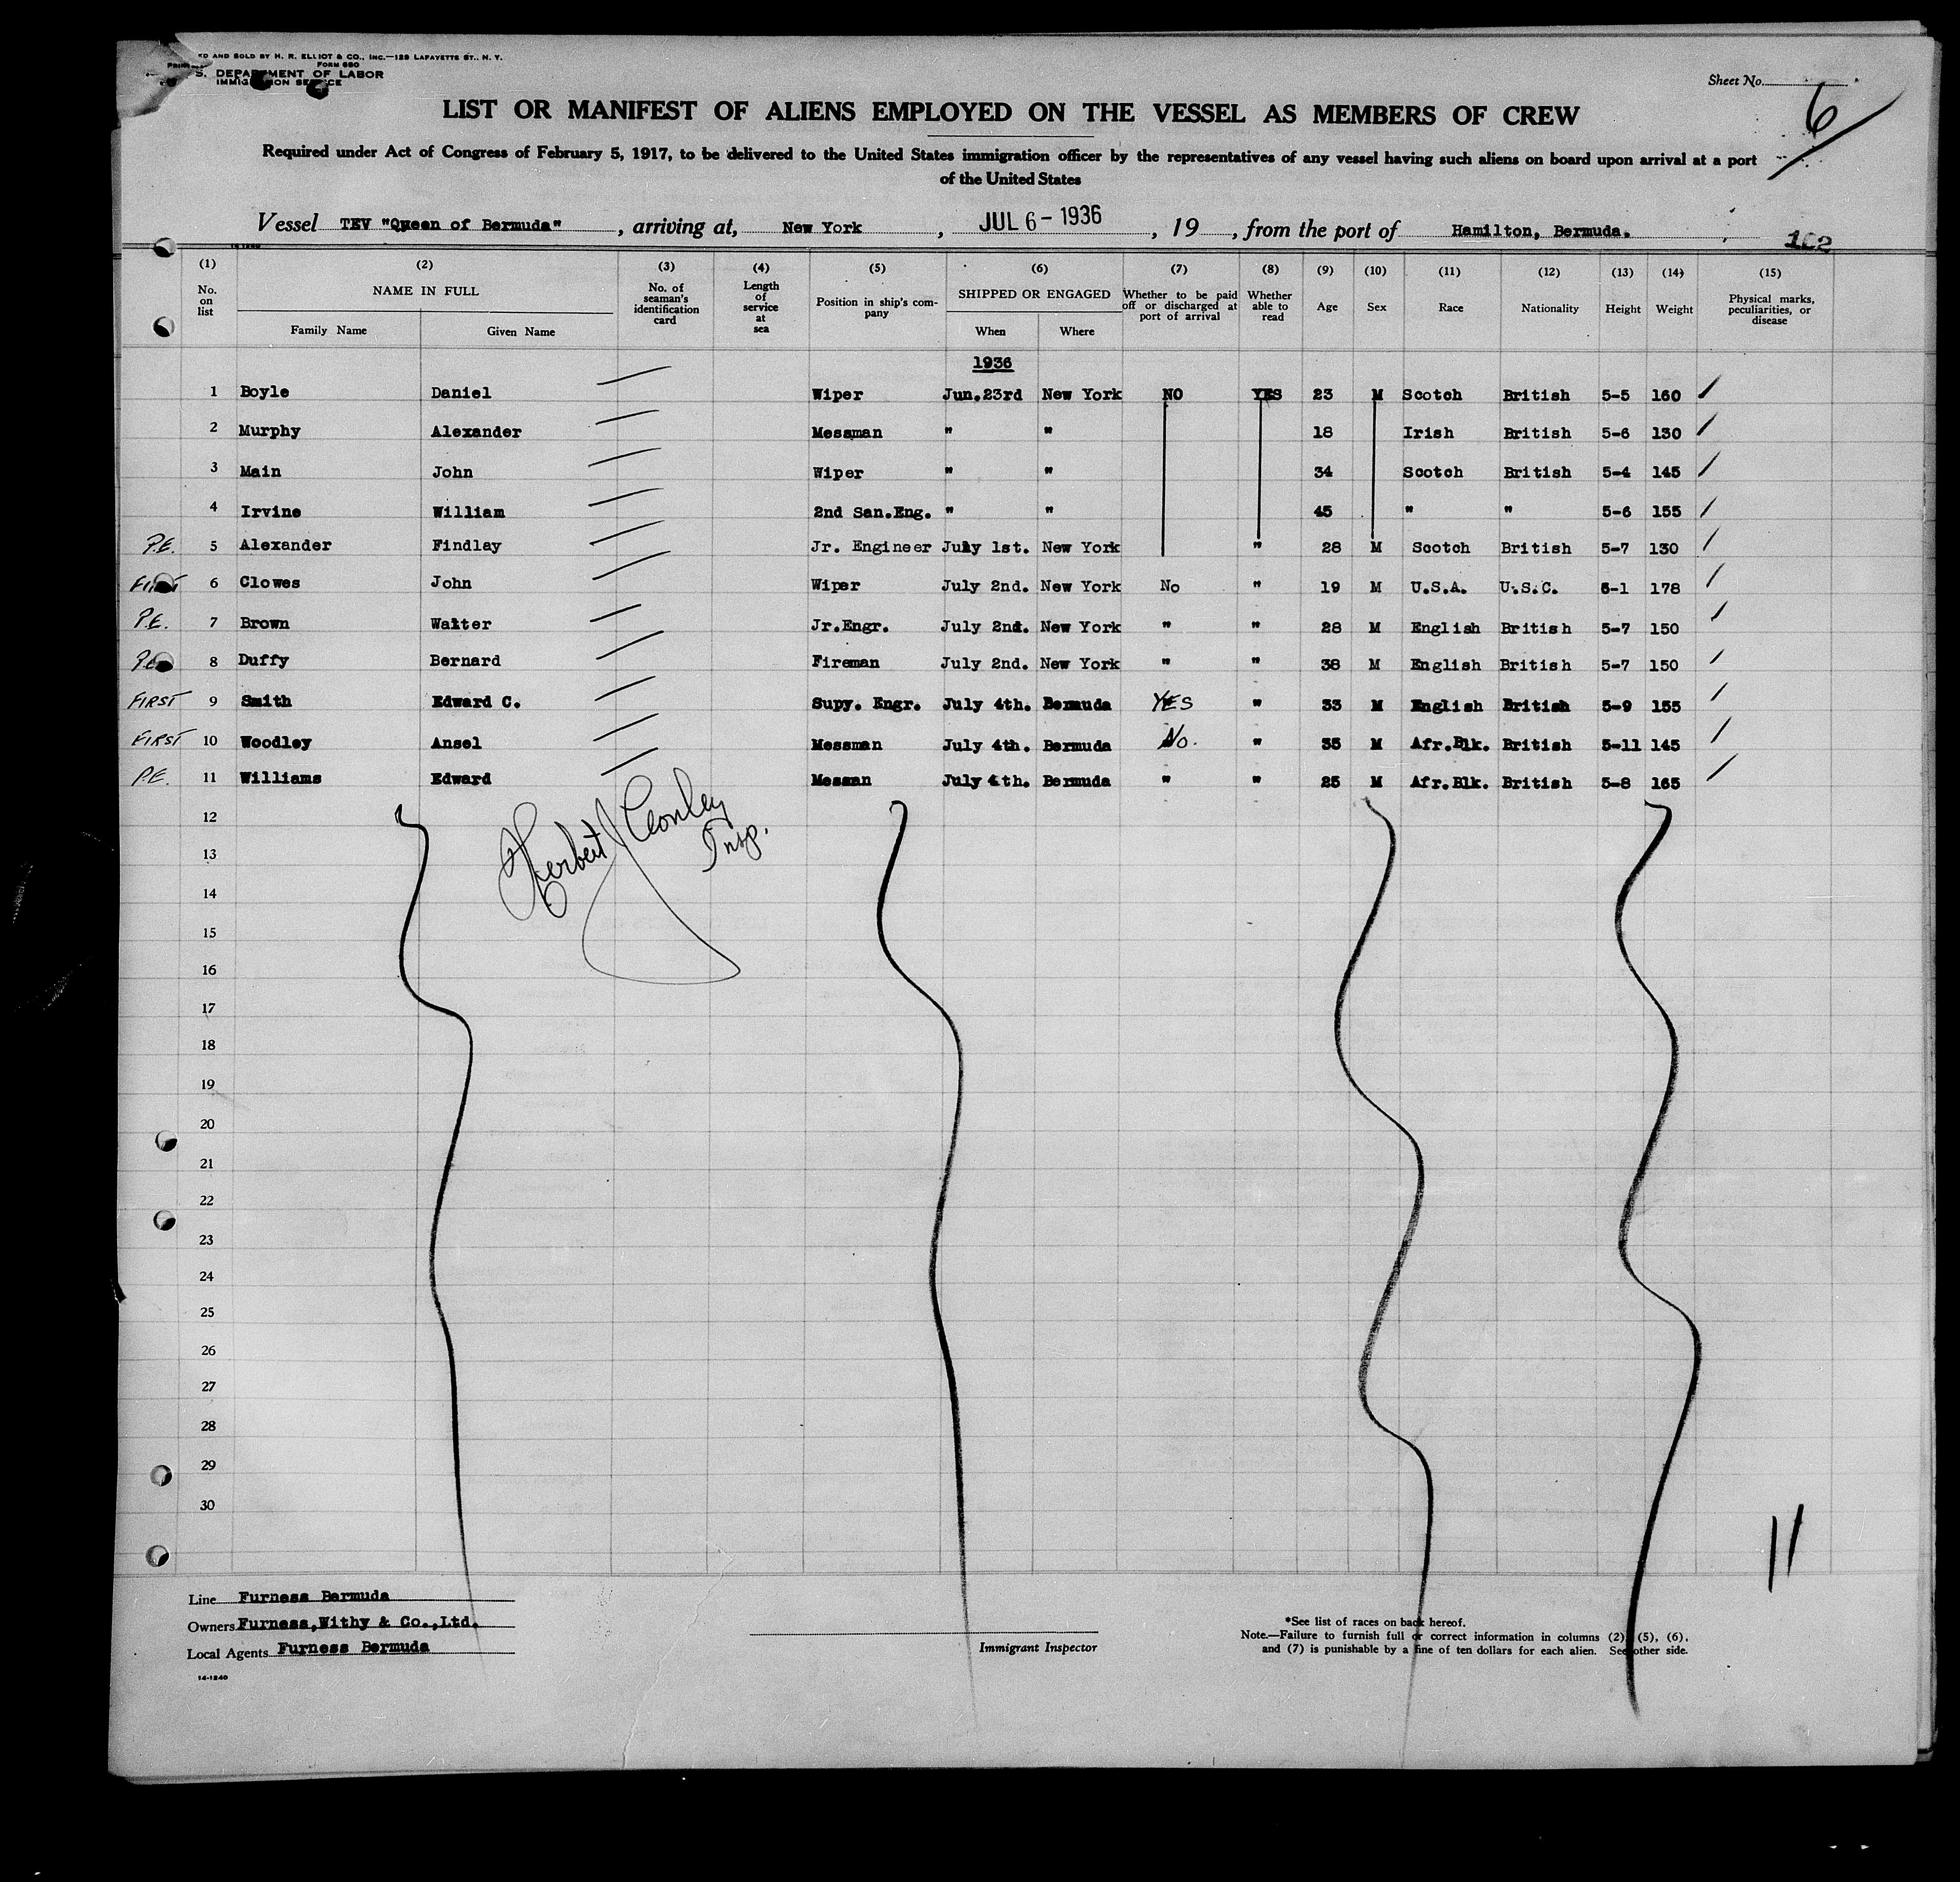 ED AND SOLD BY H. R. ELLIOT & CO., INC.—129 LAFAYETTE ST., N. Y.
FORM 680
S. DEPARTMENT OF LABOR
IMMIGRATION SERVICE
Sheet No. 6
LIST OR MANIFEST OF ALIENS EMPLOYED ON THE VESSEL AS MEMBERS OF CREW
Required under Act of Congress of February 5, 1917, to be delivered to the United States immigration officer by the representatives of any vessel having such aliens on board upon arrival at a port
of the United States
Vessel TEV "Queen of Bermuda", arriving at, New York, JUL 6 - 1936, 19 , from the port of Hamilton, Bermuda.
162
(1) (2) (3) (4) (5) (6) (7) (8) (9) (10) (11) (12) (13) (14) (15)
No. on list NAME IN FULL Family Name Given Name No. of seaman's identification card Length of service at sea Position in ship's company SHIPPED OR ENGAGED When Where Whether to be paid off or discharged at port of arrival Whether able to read Age Sex Race Nationality Height Weight Physical marks, peculiarities, or disease
1936
1 Boyle Daniel Wiper Jun.23rd New York NO YES 23 M Scotch British 5-5 160
2 Murphy Alexander Messman " " 18 Irish British 5-6 130
3 Main John Wiper " " 34 Scotch British 5-4 145
4 Irvine William 2nd San.Eng. " " 45 " " 5-6 155
P.E. 5 Alexander Findlay Jr. Engineer July 1st. New York " 28 M Scotch British 5-7 130
FIRST 6 Clowes John Wiper July 2nd. New York No " 19 M U.S.A. U.S.C. 6-1 178
P.E. 7 Brown Walter Jr.Engr. July 2nd. New York " " 28 M English British 5-7 150
P.E. 8 Duffy Bernard Fireman July 2nd. New York " " 38 M English British 5-7 150
FIRST 9 Smith Edward C. Supy. Engr. July 4th. Bermuda YES " 33 M English British 5-9 155
FIRST 10 Woodley Ansel Messman July 4th. Bermuda No. " 35 M Afr.Blk. British 5-11 145
P.E. 11 Williams Edward Messman July 4th. Bermuda " " 25 M Afr.Blk. British 5-8 165
12
Herbert J Conley
Insp.
13
14
15
16
17
18
19
20
21
22
23
24
25
26
27
28
29
30
11
Line Furness Bermuda
Owners Furness,Withy & Co.,Ltd.
Local Agents Furness Bermuda
14-1240
Immigrant Inspector
*See list of races on back hereof.
Note.—Failure to furnish full or correct information in columns (2), (5), (6),
and (7) is punishable by a fine of ten dollars for each alien. See other side.